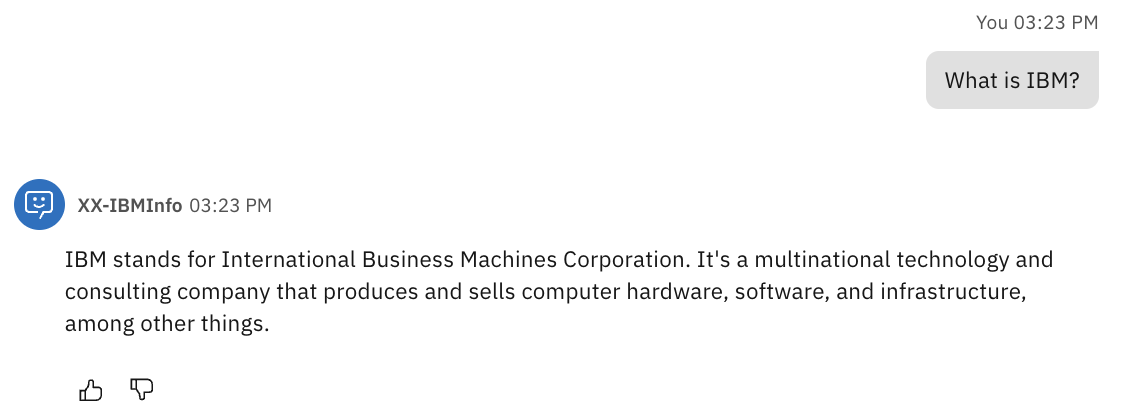 You 03:23 PM
What is IBM?
XX-IBMInfo 03:23 PM
IBM stands for International Business Machines Corporation. It's a multinational technology and
consulting company that produces and sells computer hardware, software, and infrastructure,
among other things.